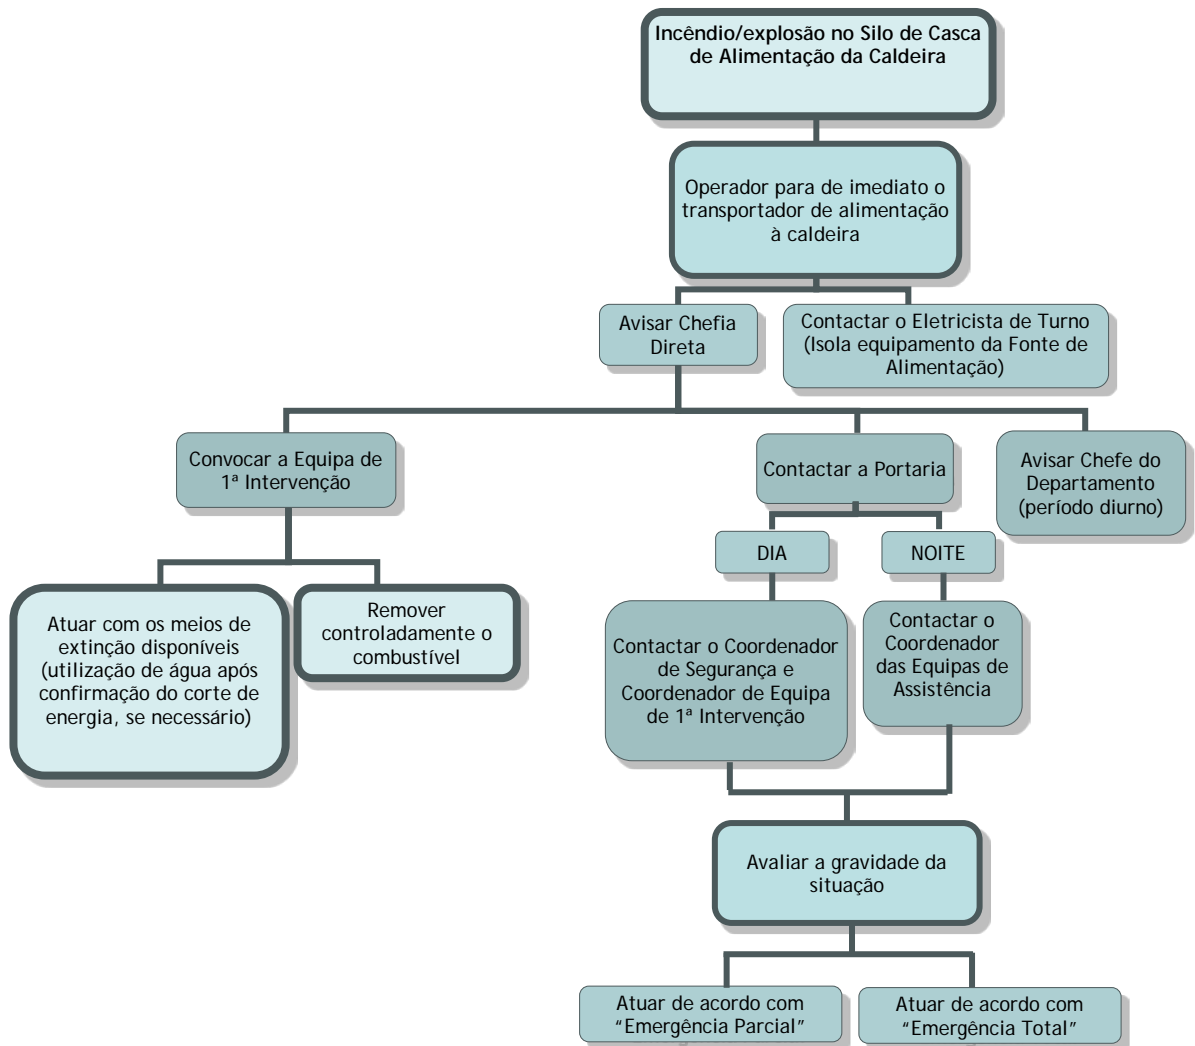 Incêndio/explosão no Silo de Casca
de Alimentação da Caldeira
Operador para de imediato o
transportador de alimentação
à caldeira
Avisar Chefia
Direta
Contactar o Eletricista de Turno
(Isola equipamento da Fonte de
Alimentação)
Convocar a Equipa de
1ª Intervenção
Contactar a Portaria
Avisar Chefe do
Departamento
(período diurno)
DIA
NOITE
Atuar com os meios de
extinção disponíveis
(utilização de água após
confirmação do corte de
energia, se necessário)
Remover
controladamente o
combustível
Contactar o Coordenador
de Segurança e
Coordenador de Equipa
de 1ª Intervenção
Contactar o
Coordenador
das Equipas de
Assistência
Avaliar a gravidade da
situação
Atuar de acordo com
“Emergência Parcial”
Atuar de acordo com
“Emergência Total”